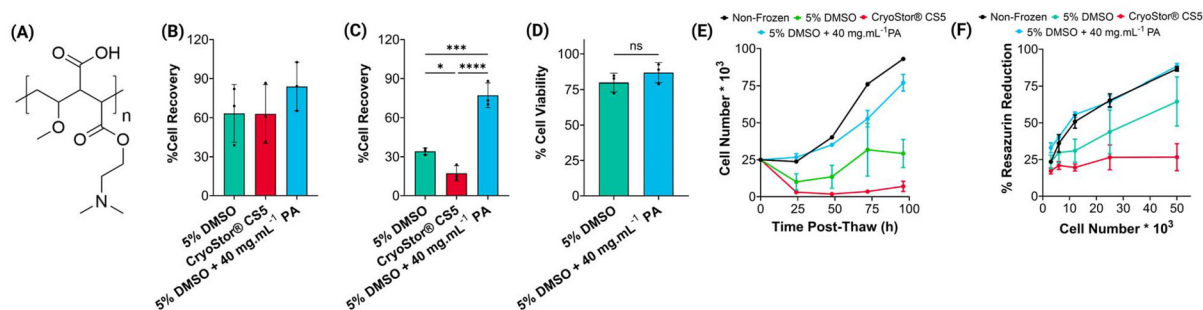 (A)
OH
O
O
O
O
N
n
(B)
%Cell Recovery
120
90
60
30
0
5% DMSO
CryoStor® CS5
5% DMSO + 40 mg.mL⁻¹ PA
(C)
%Cell Recovery
120
90
60
30
0
***
*
****
5% DMSO
CryoStor® CS5
5% DMSO + 40 mg.mL⁻¹ PA
(D)
% Cell Viability
100
75
50
25
0
ns
5% DMSO
5% DMSO + 40 mg.mL⁻¹ PA
(E)
Non-Frozen
5% DMSO
CryoStor® CS5
5% DMSO + 40 mg.mL⁻¹PA
Cell Number * 10³
100
75
50
25
0
0
25
50
75
100
Time Post-Thaw (h)
(F)
Non-Frozen
5% DMSO
CryoStor® CS5
5% DMSO + 40 mg.mL⁻¹ PA
% Resazurin Reduction
100
75
50
25
0
0
10
20
30
40
50
Cell Number * 10³